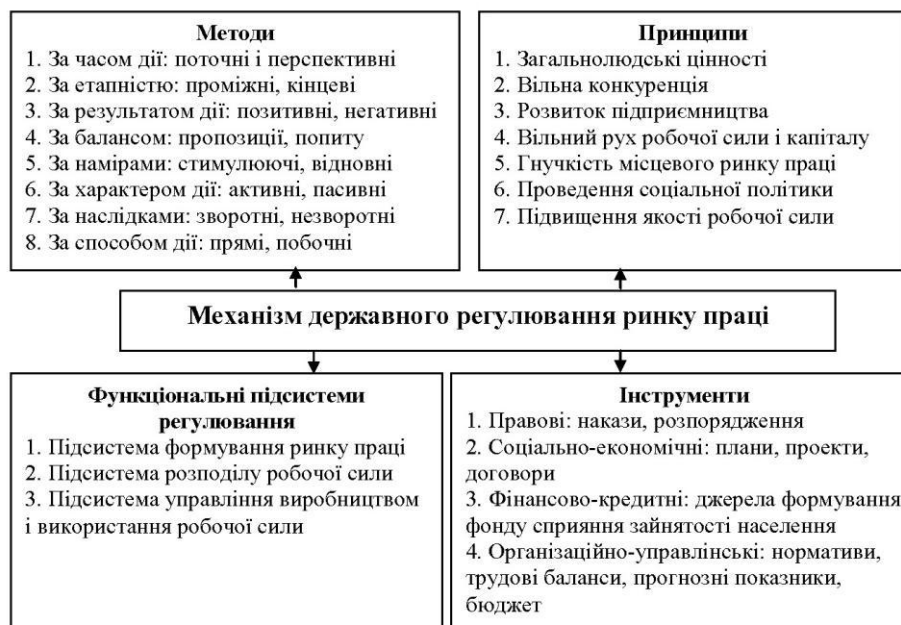 Методи
1. За часом дії: поточні і перспективні
2. За етапністю: проміжні, кінцеві
3. За результатом дії: позитивні, негативні
4. За балансом: пропозиції, попиту
5. За намірами: стимулюючі, відновні
6. За характером дії: активні, пасивні
7. За наслідками: зворотні, незворотні
8. За способом дії: прямі, побочні
Принципи
1. Загальнолюдські цінності
2. Вільна конкуренція
3. Розвиток підприємництва
4. Вільний рух робочої сили і капіталу
5. Гнучкість місцевого ринку праці
6. Проведення соціальної політики
7. Підвищення якості робочої сили
Механізм державного регулювання ринку праці
Функціональні підсистеми
регулювання
1. Підсистема формування ринку праці
2. Підсистема розподілу робочої сили
3. Підсистема управління виробництвом
і використання робочої сили
Інструменти
1. Правові: накази, розпорядження
2. Соціально-економічні: плани, проекти,
договори
3. Фінансово-кредитні: джерела формування
фонду сприяння зайнятості населення
4. Організаційно-управлінські: нормативи,
трудові баланси, прогнозні показники,
бюджет